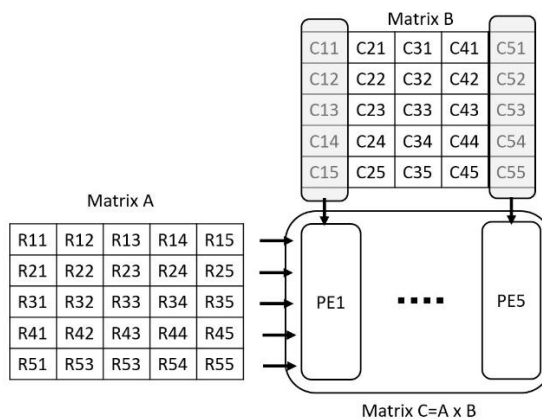 Matrix B
C11 C21 C31 C41 C51
C12 C22 C32 C42 C52
C13 C23 C33 C43 C53
C14 C24 C34 C44 C54
C15 C25 C35 C45 C55
Matrix A
R11 R12 R13 R14 R15
R21 R22 R23 R24 R25
R31 R32 R33 R34 R35
R41 R42 R43 R44 R45
R51 R53 R53 R54 R55
PE1 PE5
Matrix C=A x B